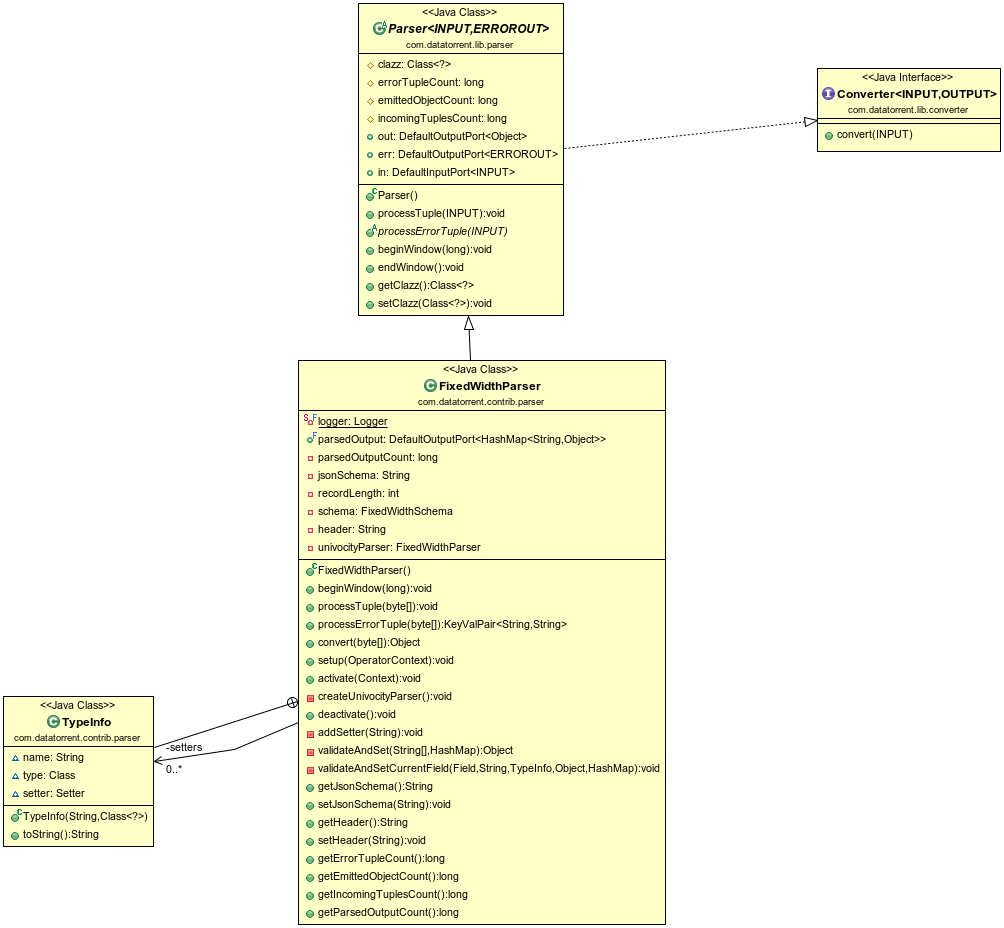 <<Java Class>>
Parser<INPUT,ERROROUT>
com.datatorrent.lib.parser
clazz: Class<?>
errorTupleCount: long
emittedObjectCount: long
incomingTuplesCount: long
out: DefaultOutputPort<Object>
err: DefaultOutputPort<ERROROUT>
in: DefaultInputPort<INPUT>
Parser()
processTuple(INPUT):void
processErrorTuple(INPUT)
beginWindow(long):void
endWindow():void
getClazz():Class<?>
setClazz(Class<?>):void
<<Java Interface>>
Converter<INPUT,OUTPUT>
com.datatorrent.lib.converter
convert(INPUT)
<<Java Class>>
FixedWidthParser
com.datatorrent.contrib.parser
logger: Logger
parsedOutput: DefaultOutputPort<HashMap<String,Object>>
parsedOutputCount: long
jsonSchema: String
recordLength: int
schema: FixedWidthSchema
header: String
univocityParser: FixedWidthParser
FixedWidthParser()
beginWindow(long):void
processTuple(byte[]):void
processErrorTuple(byte[]):KeyValPair<String,String>
convert(byte[]):Object
setup(OperatorContext):void
activate(Context):void
createUnivocityParser():void
deactivate():void
addSetter(String):void
validateAndSet(String[],HashMap):Object
validateAndSetCurrentField(Field,String,TypeInfo,Object,HashMap):void
getJsonSchema():String
setJsonSchema(String):void
getHeader():String
setHeader(String):void
getErrorTupleCount():long
getEmittedObjectCount():long
getIncomingTuplesCount():long
getParsedOutputCount():long
<<Java Class>>
TypeInfo
com.datatorrent.contrib.parser
name: String
type: Class
setter: Setter
TypeInfo(String,Class<?>)
toString():String
-setters
0..*